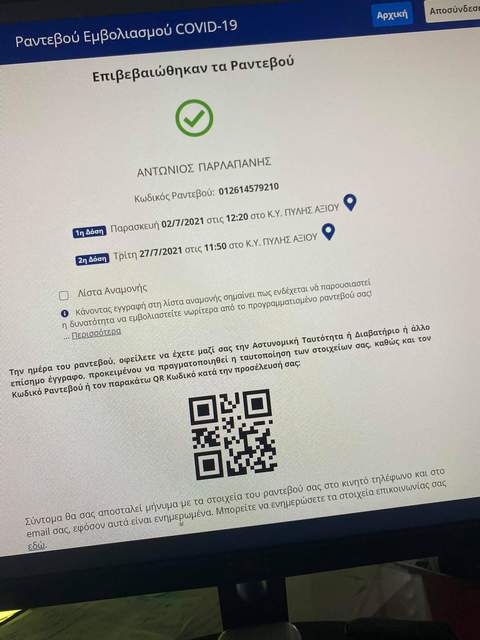 Ραντεβού Εμβολιασμού COVID-19
Αρχική
Αποσύνδεσ
Επιβεβαιώθηκαν τα Ραντεβού
ΑΝΤΩΝΙΟΣ ΠΑΡΛΑΠΑΝΗΣ
Κωδικός Ραντεβού: 012614579210
1η Δόση Παρασκευή 02/7/2021 στις 12:20 στο Κ.Υ. ΠΥΛΗΣ ΑΞΙΟΥ
2η Δόση Τρίτη 27/7/2021 στις 11:50 στο Κ.Υ. ΠΥΛΗΣ ΑΞΙΟΥ
Λίστα Αναμονής
Κάνοντας εγγραφή στη λίστα αναμονής σημαίνει πως ενδέχεται νά παρουσιαστεί
η δυνατότητα να εμβολιαστείτε νωρίτερα από το προγραμματισμένο ραντεβού σας!
... Περισσότερα
Την ημέρα του ραντεβού, οφείλετε να έχετε μαζί σας την Αστυνομική Ταυτότητα ή Διαβατήριο ή άλλο
επίσημο έγγραφο, προκειμένου να πραγματοποιηθεί η ταυτοποίηση των στοιχείων σας, καθώς και τον
Κωδικό Ραντεβού ή τον παρακάτω QR Κωδικό κατά την προσέλευσή σας:
Σύντομα θα σας αποσταλεί μήνυμα με τα στοιχεία του ραντεβού σας στο κινητό τηλέφωνο και στο
email σας, εφόσον αυτά είναι ενημερωμένα. Μπορείτε να ενημερώσετε τα στοιχεία επικοινωνίας σας
εδώ.